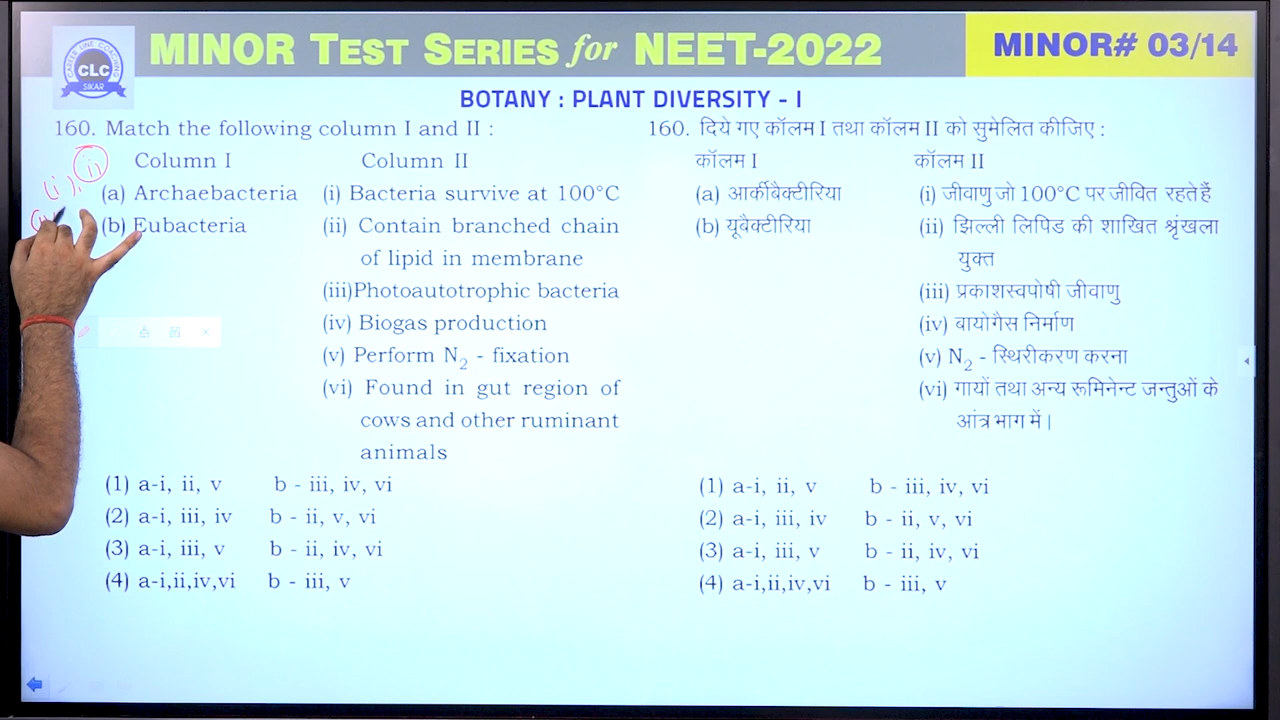 CAREER LINE COACHING
CLC
SIKAR
MINOR TEST SERIES for NEET-2022
MINOR# 03/14
BOTANY : PLANT DIVERSITY - I
160. Match the following column I and II :
Column I Column II
(i), ii)
(a) Archaebacteria (i) Bacteria survive at 100°C
(b) Eubacteria (ii) Contain branched chain
of lipid in membrane
(iii)Photoautotrophic bacteria
(iv) Biogas production
(v) Perform N₂ - fixation
(vi) Found in gut region of
cows and other ruminant
animals
(1) a-i, ii, v b - iii, iv, vi
(2) a-i, iii, iv b - ii, v, vi
(3) a-i, iii, v b - ii, iv, vi
(4) a-i,ii,iv,vi b - iii, v
160. दिये गए कॉलम I तथा कॉलम II को सुमेलित कीजिए :
कॉलम I कॉलम II
(a) आर्कीबैक्टीरिया (i) जीवाणु जो 100°C पर जीवित रहते हैं
(b) यूबैक्टीरिया (ii) झिल्ली लिपिड की शाखित श्रृंखला
युक्त
(iii) प्रकाशस्वपोषी जीवाणु
(iv) बायोगैस निर्माण
(v) N₂ - स्थिरीकरण करना
(vi) गायों तथा अन्य रूमिनेन्ट जन्तुओं के
आंत्र भाग में।
(1) a-i, ii, v b - iii, iv, vi
(2) a-i, iii, iv b - ii, v, vi
(3) a-i, iii, v b - ii, iv, vi
(4) a-i,ii,iv,vi b - iii, v